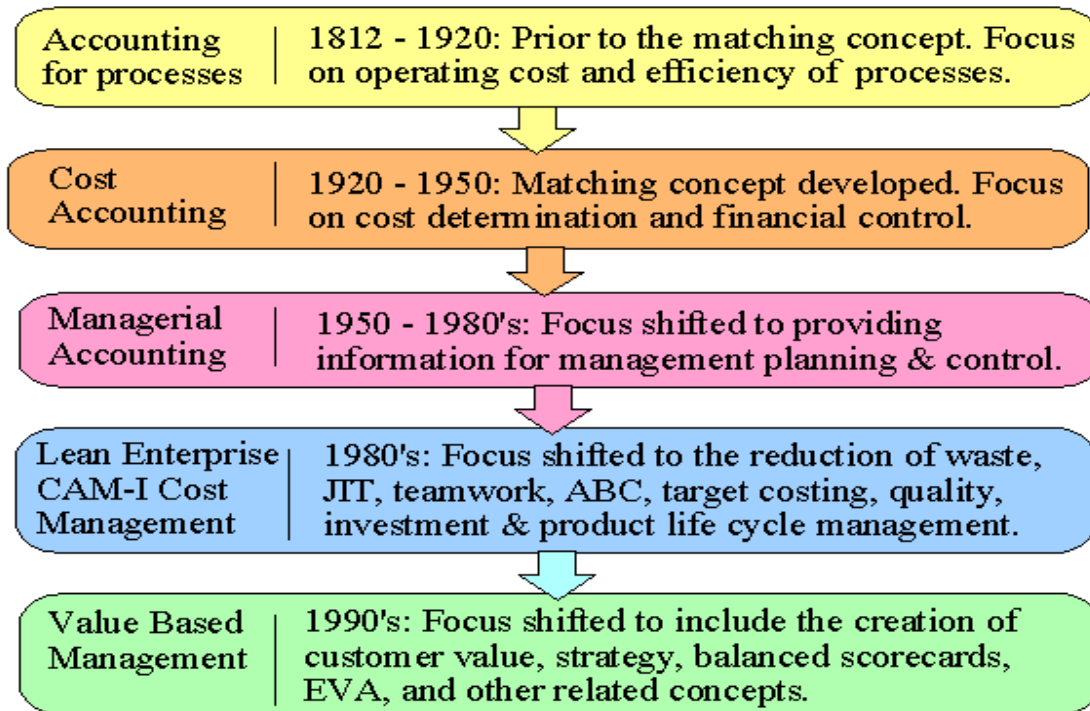 Accounting
for processes
1812 - 1920: Prior to the matching concept. Focus
on operating cost and efficiency of processes.
Cost
Accounting
1920 - 1950: Matching concept developed. Focus
on cost determination and financial control.
Managerial
Accounting
1950 - 1980's: Focus shifted to providing
information for management planning & control.
Lean Enterprise
CAM-I Cost
Management
1980's: Focus shifted to the reduction of waste,
JIT, teamwork, ABC, target costing, quality,
investment & product life cycle management.
Value Based
Management
1990's: Focus shifted to include the creation of
customer value, strategy, balanced scorecards,
EVA, and other related concepts.